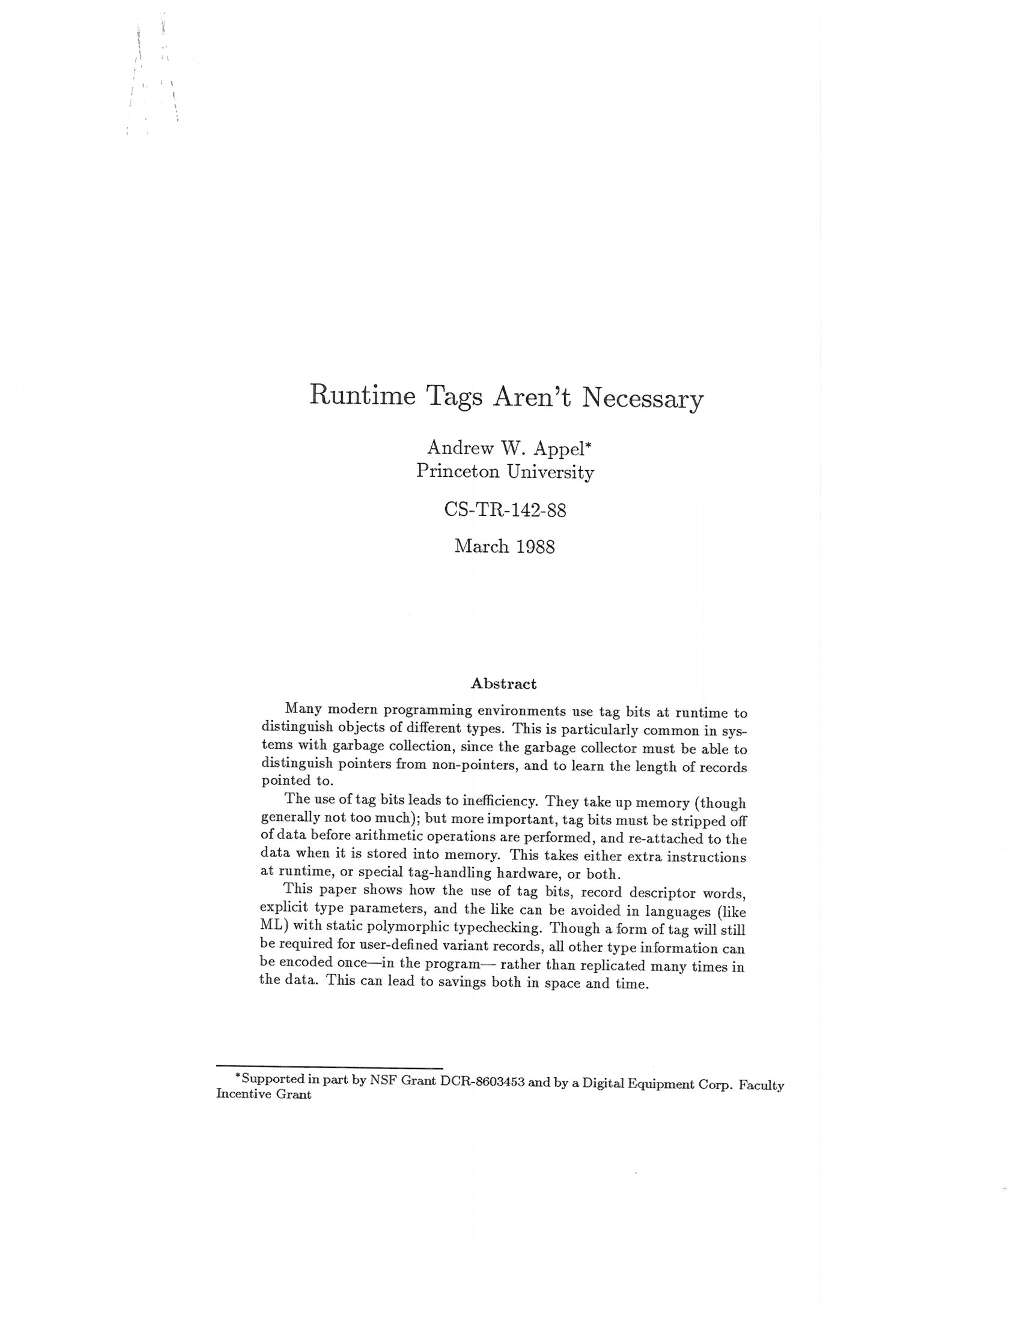 Runtime Tags Aren't Necessary
Andrew W. Appel*
Princeton University
CS-TR-142-88
March 1988
Abstract
Many modern programming environments use tag bits at runtime to
distinguish objects of different types. This is particularly common in sys-
tems with garbage collection, since the garbage collector must be able to
distinguish pointers from non-pointers, and to learn the length of records
pointed to.
The use of tag bits leads to inefficiency. They take up memory (though
generally not too much); but more important, tag bits must be stripped off
of data before arithmetic operations are performed, and re-attached to the
data when it is stored into memory. This takes either extra instructions
at runtime, or special tag-handling hardware, or both.
This paper shows how the use of tag bits, record descriptor words,
explicit type parameters, and the like can be avoided in languages (like
ML) with static polymorphic typechecking. Though a form of tag will still
be required for user-defined variant records, all other type information can
be encoded once—in the program— rather than replicated many times in
the data. This can lead to savings both in space and time.
*Supported in part by NSF Grant DCR-8603453 and by a Digital Equipment Corp. Faculty
Incentive Grant